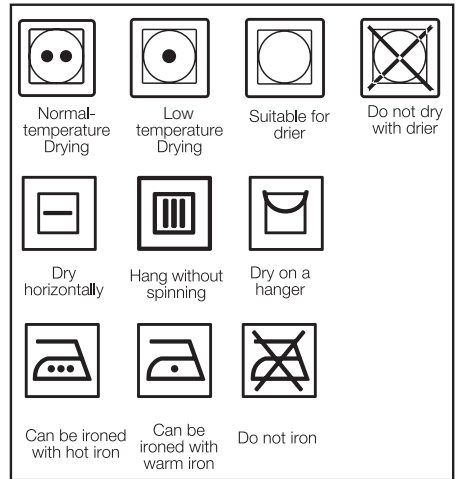 Normal-
temperature
Drying
Low
temperature
Drying
Suitable for
drier
Do not dry
with drier
Dry
horizontally
Hang without
spinning
Dry on a
hanger
Can be ironed
with hot iron
Can be
ironed with
warm iron
Do not iron